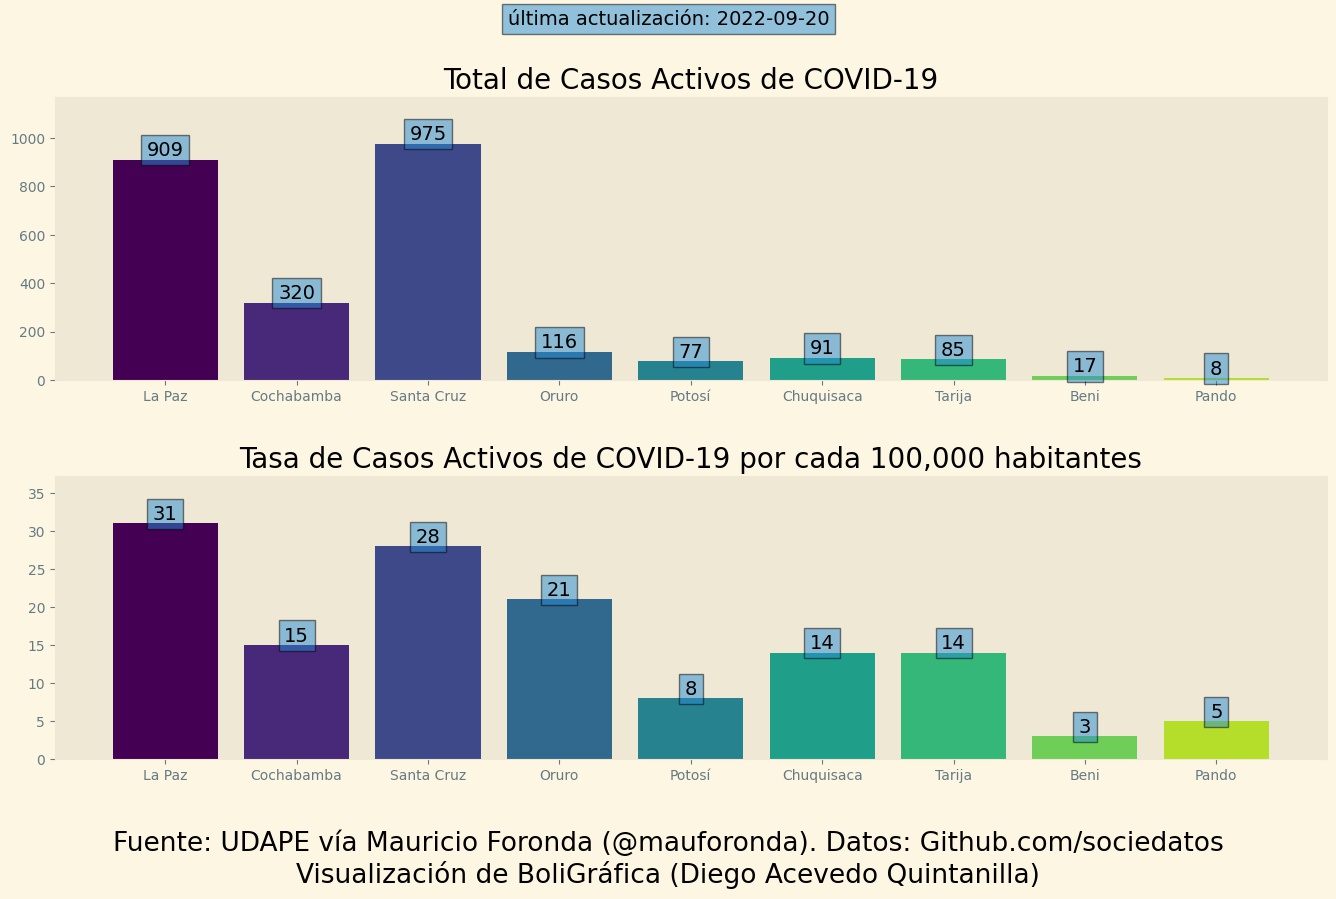 última actualización: 2022-09-20
Total de Casos Activos de COVID-19
1000
800
600
400
200
0
909
320
975
116
77
91
85
17
8
La Paz
Cochabamba
Santa Cruz
Oruro
Potosí
Chuquisaca
Tarija
Beni
Pando
Tasa de Casos Activos de COVID-19 por cada 100,000 habitantes
35
30
25
20
15
10
5
0
31
15
28
21
8
14
14
3
5
La Paz
Cochabamba
Santa Cruz
Oruro
Potosí
Chuquisaca
Tarija
Beni
Pando
Fuente: UDAPE vía Mauricio Foronda (@mauforonda). Datos: Github.com/sociedatos
Visualización de BoliGráfica (Diego Acevedo Quintanilla)